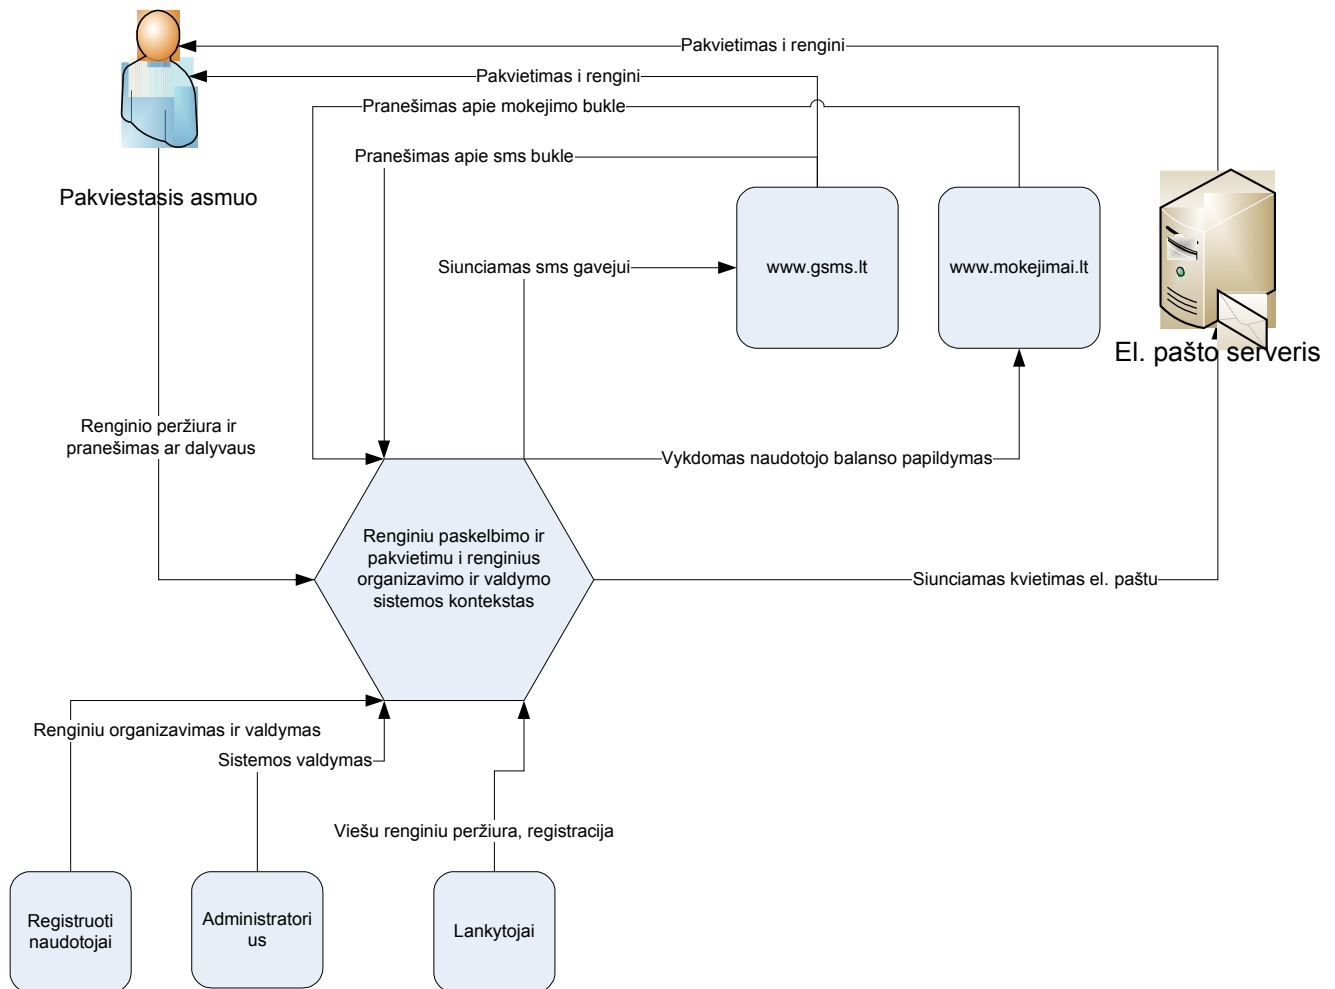 Pakvietimas i rengini
Pakvietimas i rengini
Pranešimas apie mokejimo bukle
Pranešimas apie sms bukle
Pakviestasis asmuo
Siunciamas sms gavejui
www.gsms.lt
www.mokejimai.lt
El. pašto serveris
Renginio peržiura ir
pranešimas ar dalyvaus
Vykdomas naudotojo balanso papildymas
Renginiu paskelbimo ir
pakvietimu i renginius
organizavimo ir valdymo
sistemos kontekstas
Siunciamas kvietimas el. paštu
Renginiu organizavimas ir valdymas
Sistemos valdymas
Viešu renginiu peržiura, registracija
Registruoti
naudotojai
Administratori
us
Lankytojai